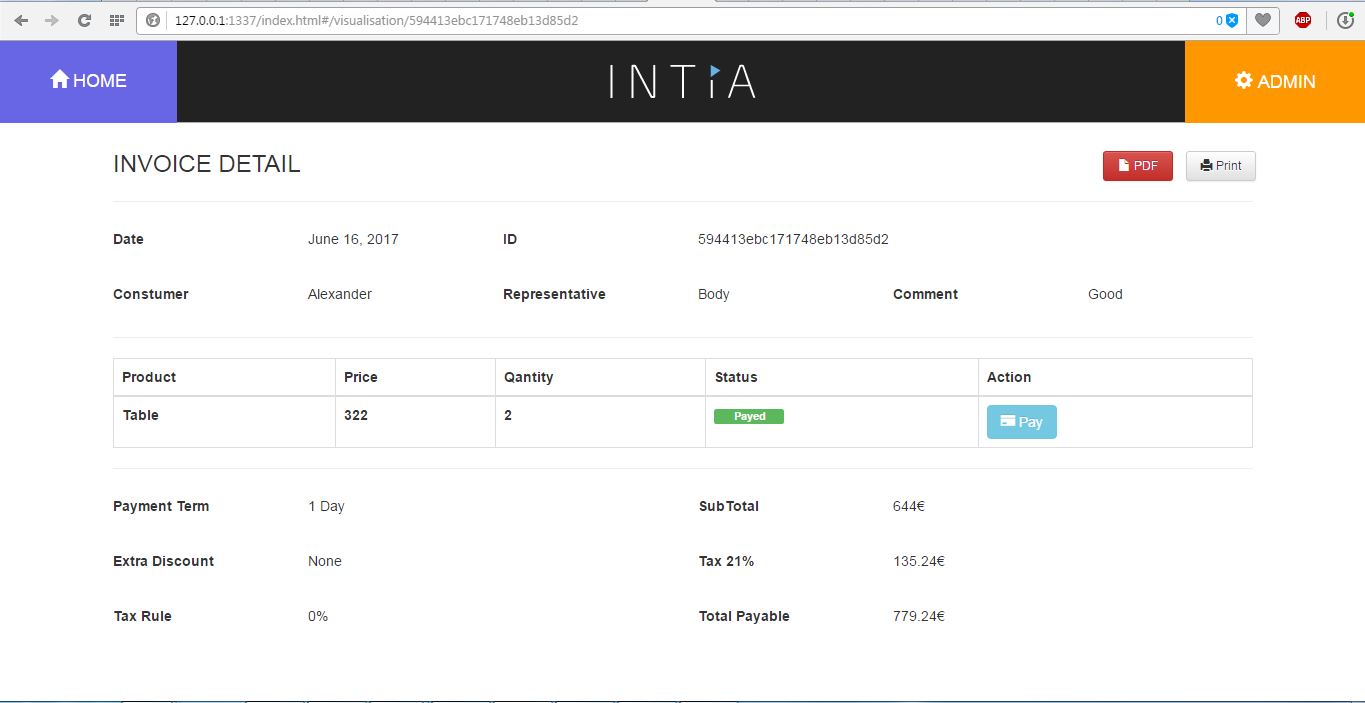 127.0.0.1:1337/index.html#/visualisation/594413ebc171748eb13d85d2 0 ABP
HOME INTiA ADMIN
INVOICE DETAIL PDF Print
Date June 16, 2017 ID 594413ebc171748eb13d85d2
Constumer Alexander Representative Body Comment Good
Product Price Qantity Status Action
Table 322 2 Payed Pay
Payment Term 1 Day SubTotal 644€
Extra Discount None Tax 21% 135.24€
Tax Rule 0% Total Payable 779.24€